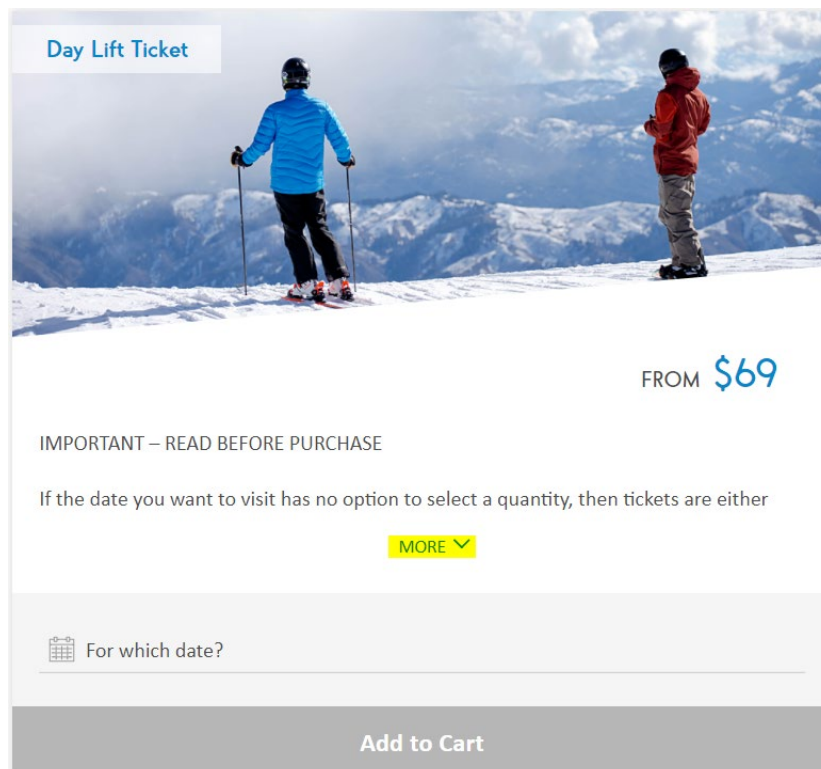 Day Lift Ticket
FROM $69
IMPORTANT – READ BEFORE PURCHASE
If the date you want to visit has no option to select a quantity, then tickets are either
MORE
For which date?
Add to Cart